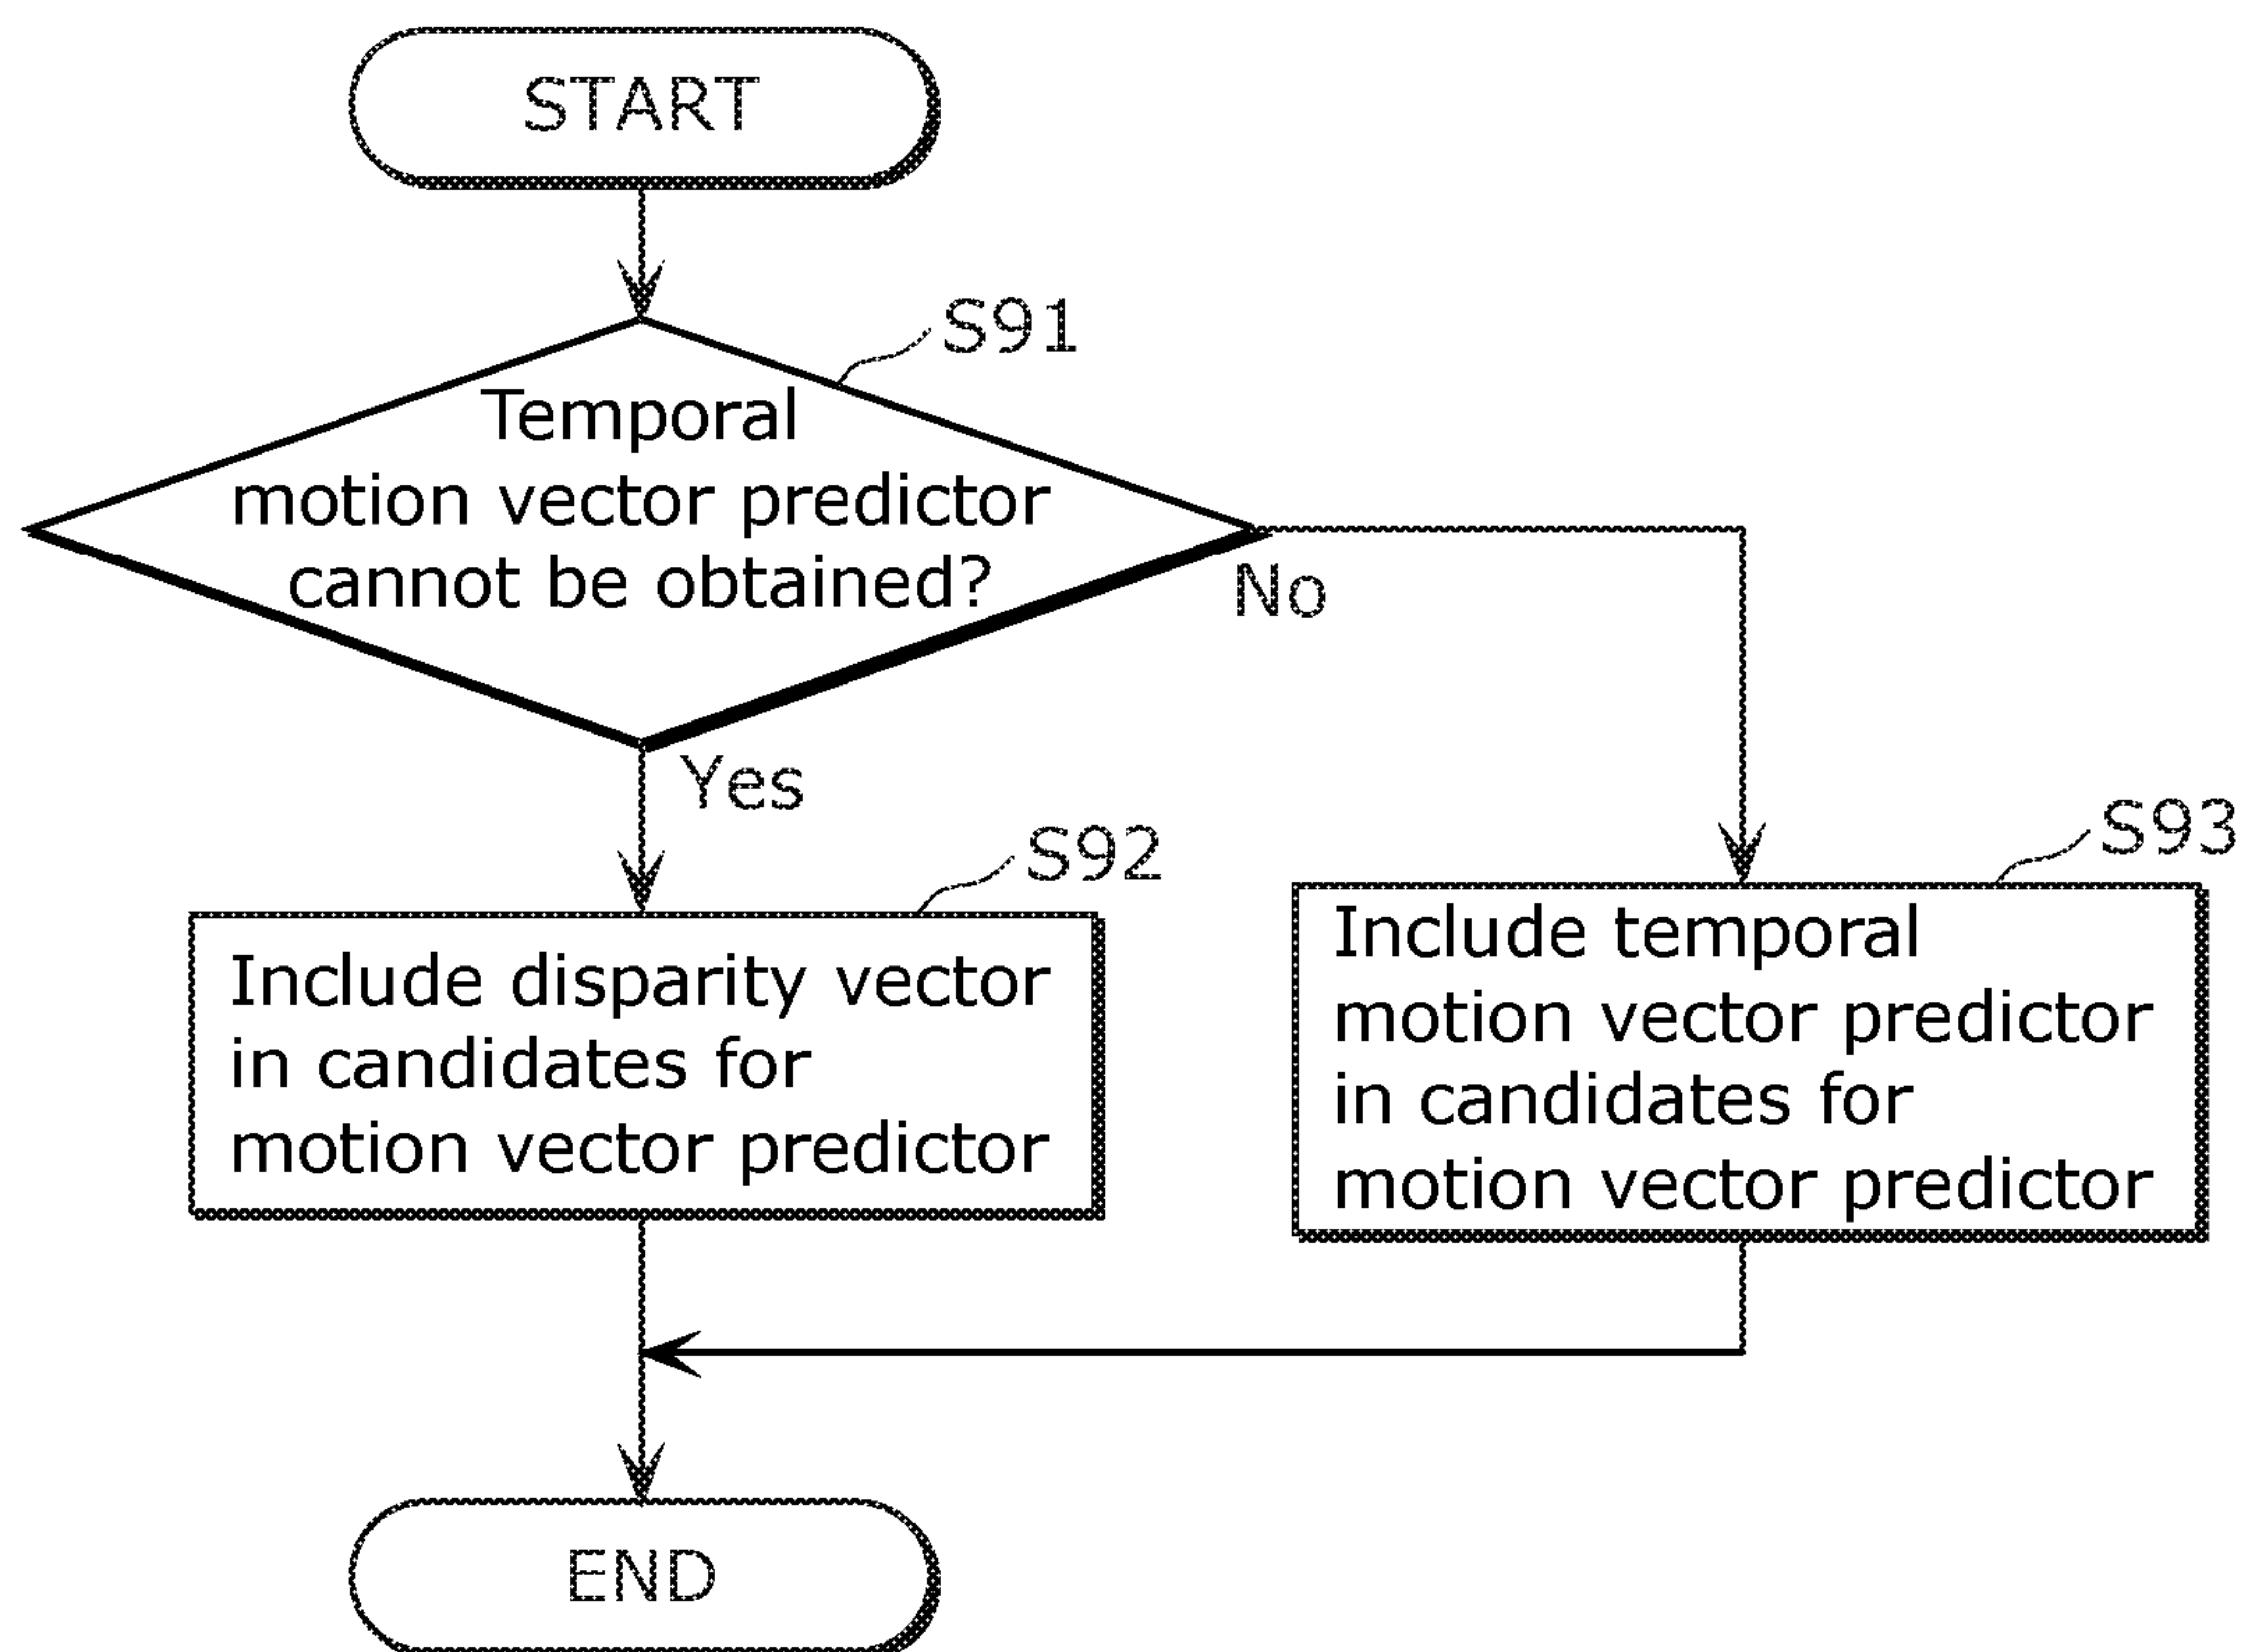 START
S91
Temporal
motion vector predictor
cannot be obtained?
No
Yes
S92
Include disparity vector
in candidates for
motion vector predictor
S93
Include temporal
motion vector predictor
in candidates for
motion vector predictor
END